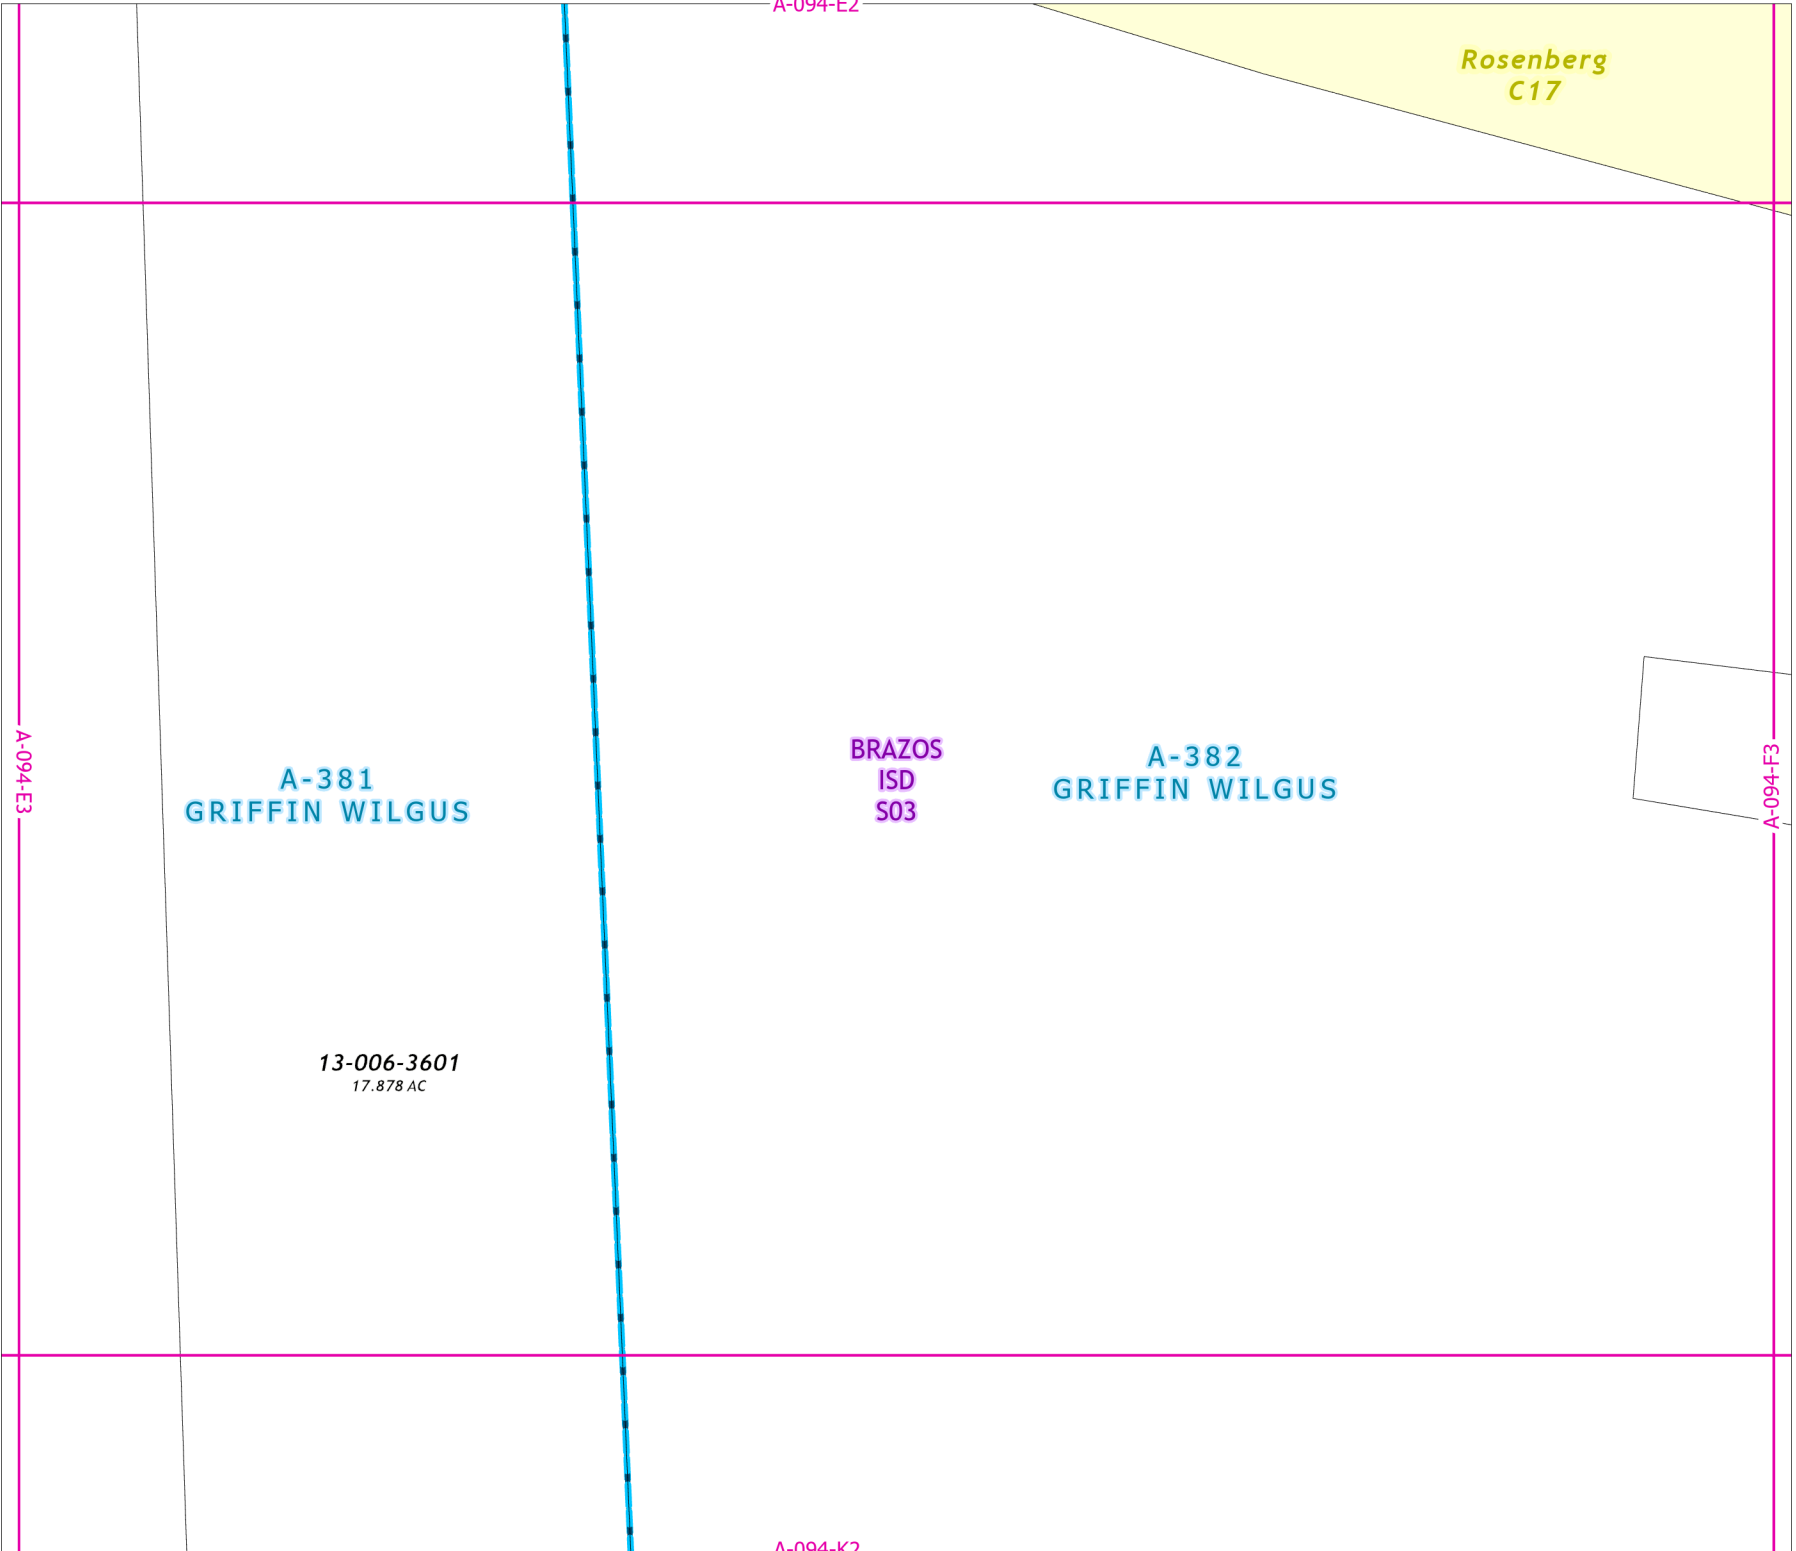 A-094-E2
Rosenberg
C17
A-094-E3
A-381
GRIFFIN WILGUS
BRAZOS
ISD
S03
A-382
GRIFFIN WILGUS
A-094-F3
13-006-3601
17.878 AC
A-094-K2